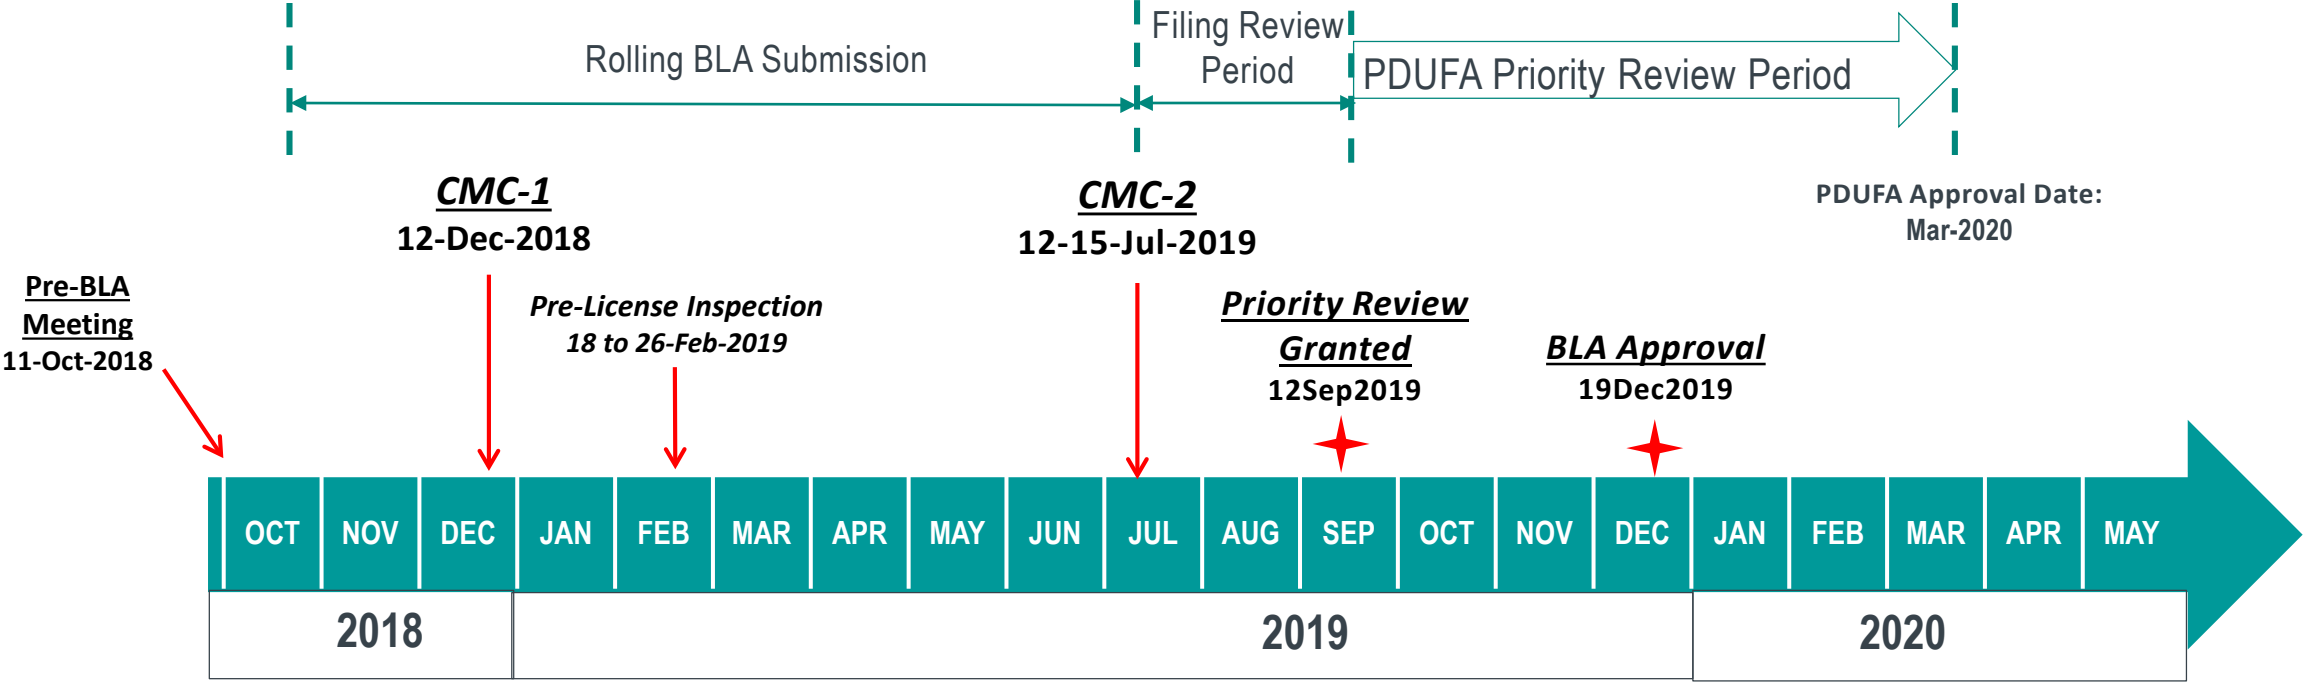 Rolling BLA Submission
Filing Review
Period
PDUFA Priority Review Period
CMC-1
12-Dec-2018
CMC-2
12-15-Jul-2019
PDUFA Approval Date:
Mar-2020
Pre-BLA
Meeting
11-Oct-2018
Pre-License Inspection
18 to 26-Feb-2019
Priority Review
Granted
12Sep2019
BLA Approval
19Dec2019
OCT NOV DEC JAN FEB MAR APR MAY JUN JUL AUG SEP OCT NOV DEC JAN FEB MAR APR MAY
2018 2019 2020